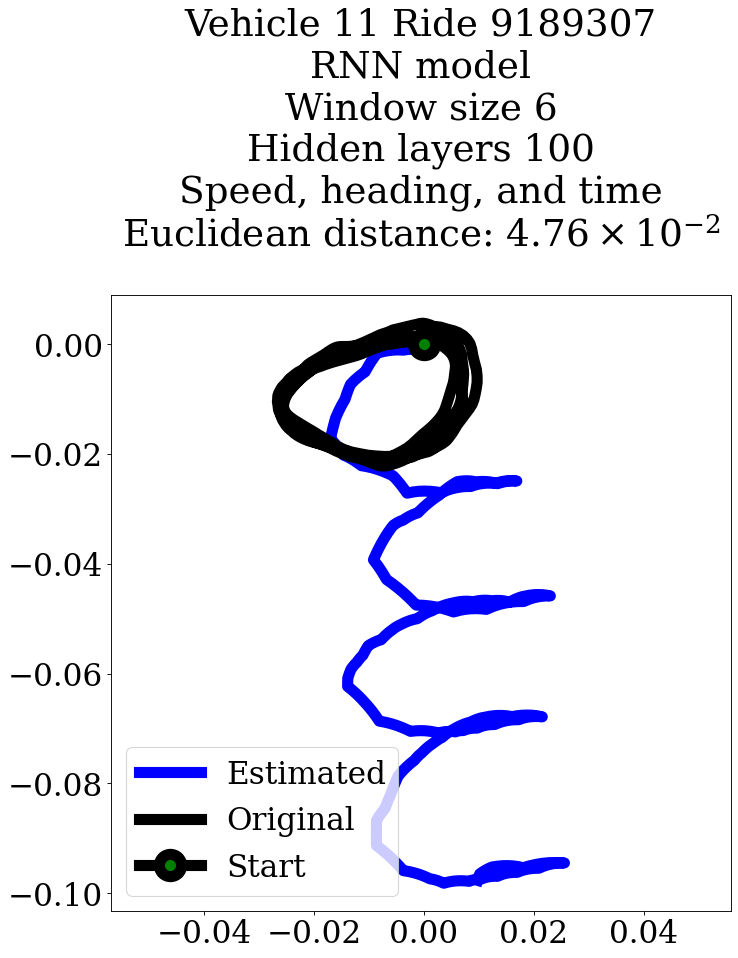 Vehicle 11 Ride 9189307
RNN model
Window size 6
Hidden layers 100
Speed, heading, and time
Euclidean distance: 4.76 × 10⁻²
0.00
−0.02
−0.04
−0.06
−0.08
−0.10
Estimated
Original
Start
−0.04 −0.02 0.00 0.02 0.04